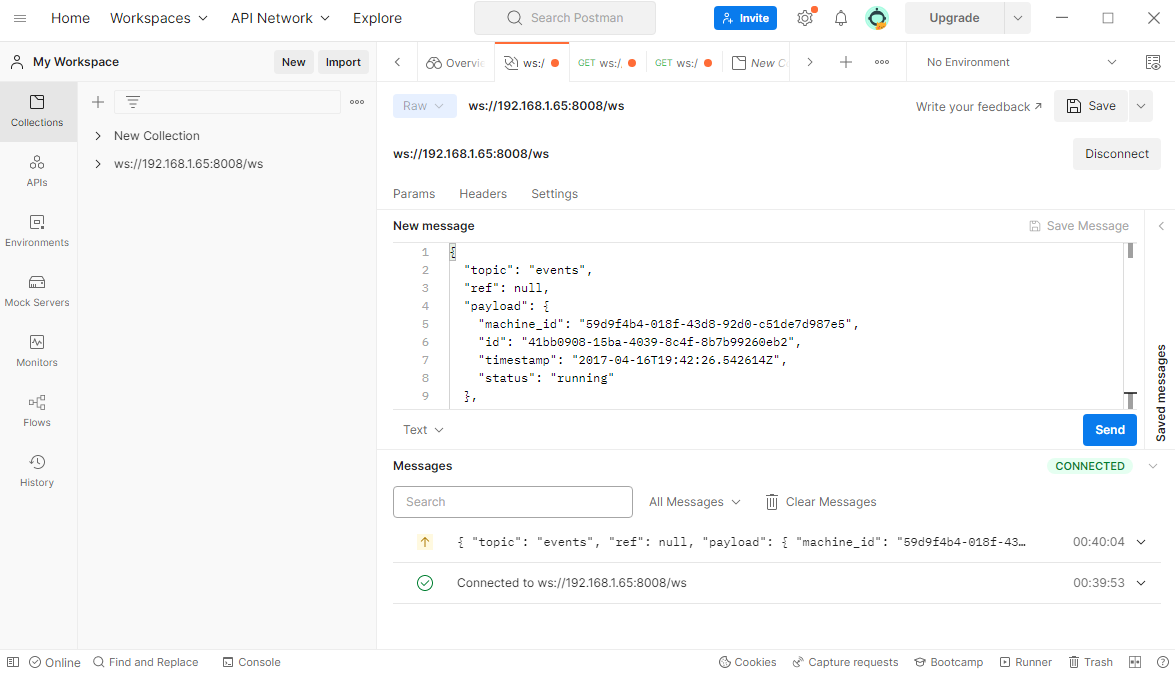 Home Workspaces API Network Explore Search Postman Invite Upgrade
My Workspace New Import Overvie ws:/ GET ws:/. GET ws:/ New C No Environment
Collections
APIs
Environments
Mock Servers
Monitors
Flows
History
New Collection
ws://192.168.1.65:8008/ws
Raw ws://192.168.1.65:8008/ws Write your feedback ↗ Save
ws://192.168.1.65:8008/ws Disconnect
Params Headers Settings
New message Save Message
1 {
2 "topic": "events",
3 "ref": null,
4 "payload": {
5 "machine_id": "59d9f4b4-018f-43d8-92d0-c51de7d987e5",
6 "id": "41bb0908-15ba-4039-8c4f-8b7b99260eb2",
7 "timestamp": "2017-04-16T19:42:26.542614Z",
8 "status": "running"
9 },
Saved messages
Text Send
Messages CONNECTED
Search All Messages Clear Messages
{ "topic": "events", "ref": null, "payload": { "machine_id": "59d9f4b4-018f-43… 00:40:04
Connected to ws://192.168.1.65:8008/ws 00:39:53
Online Find and Replace Console Cookies Capture requests Bootcamp Runner Trash